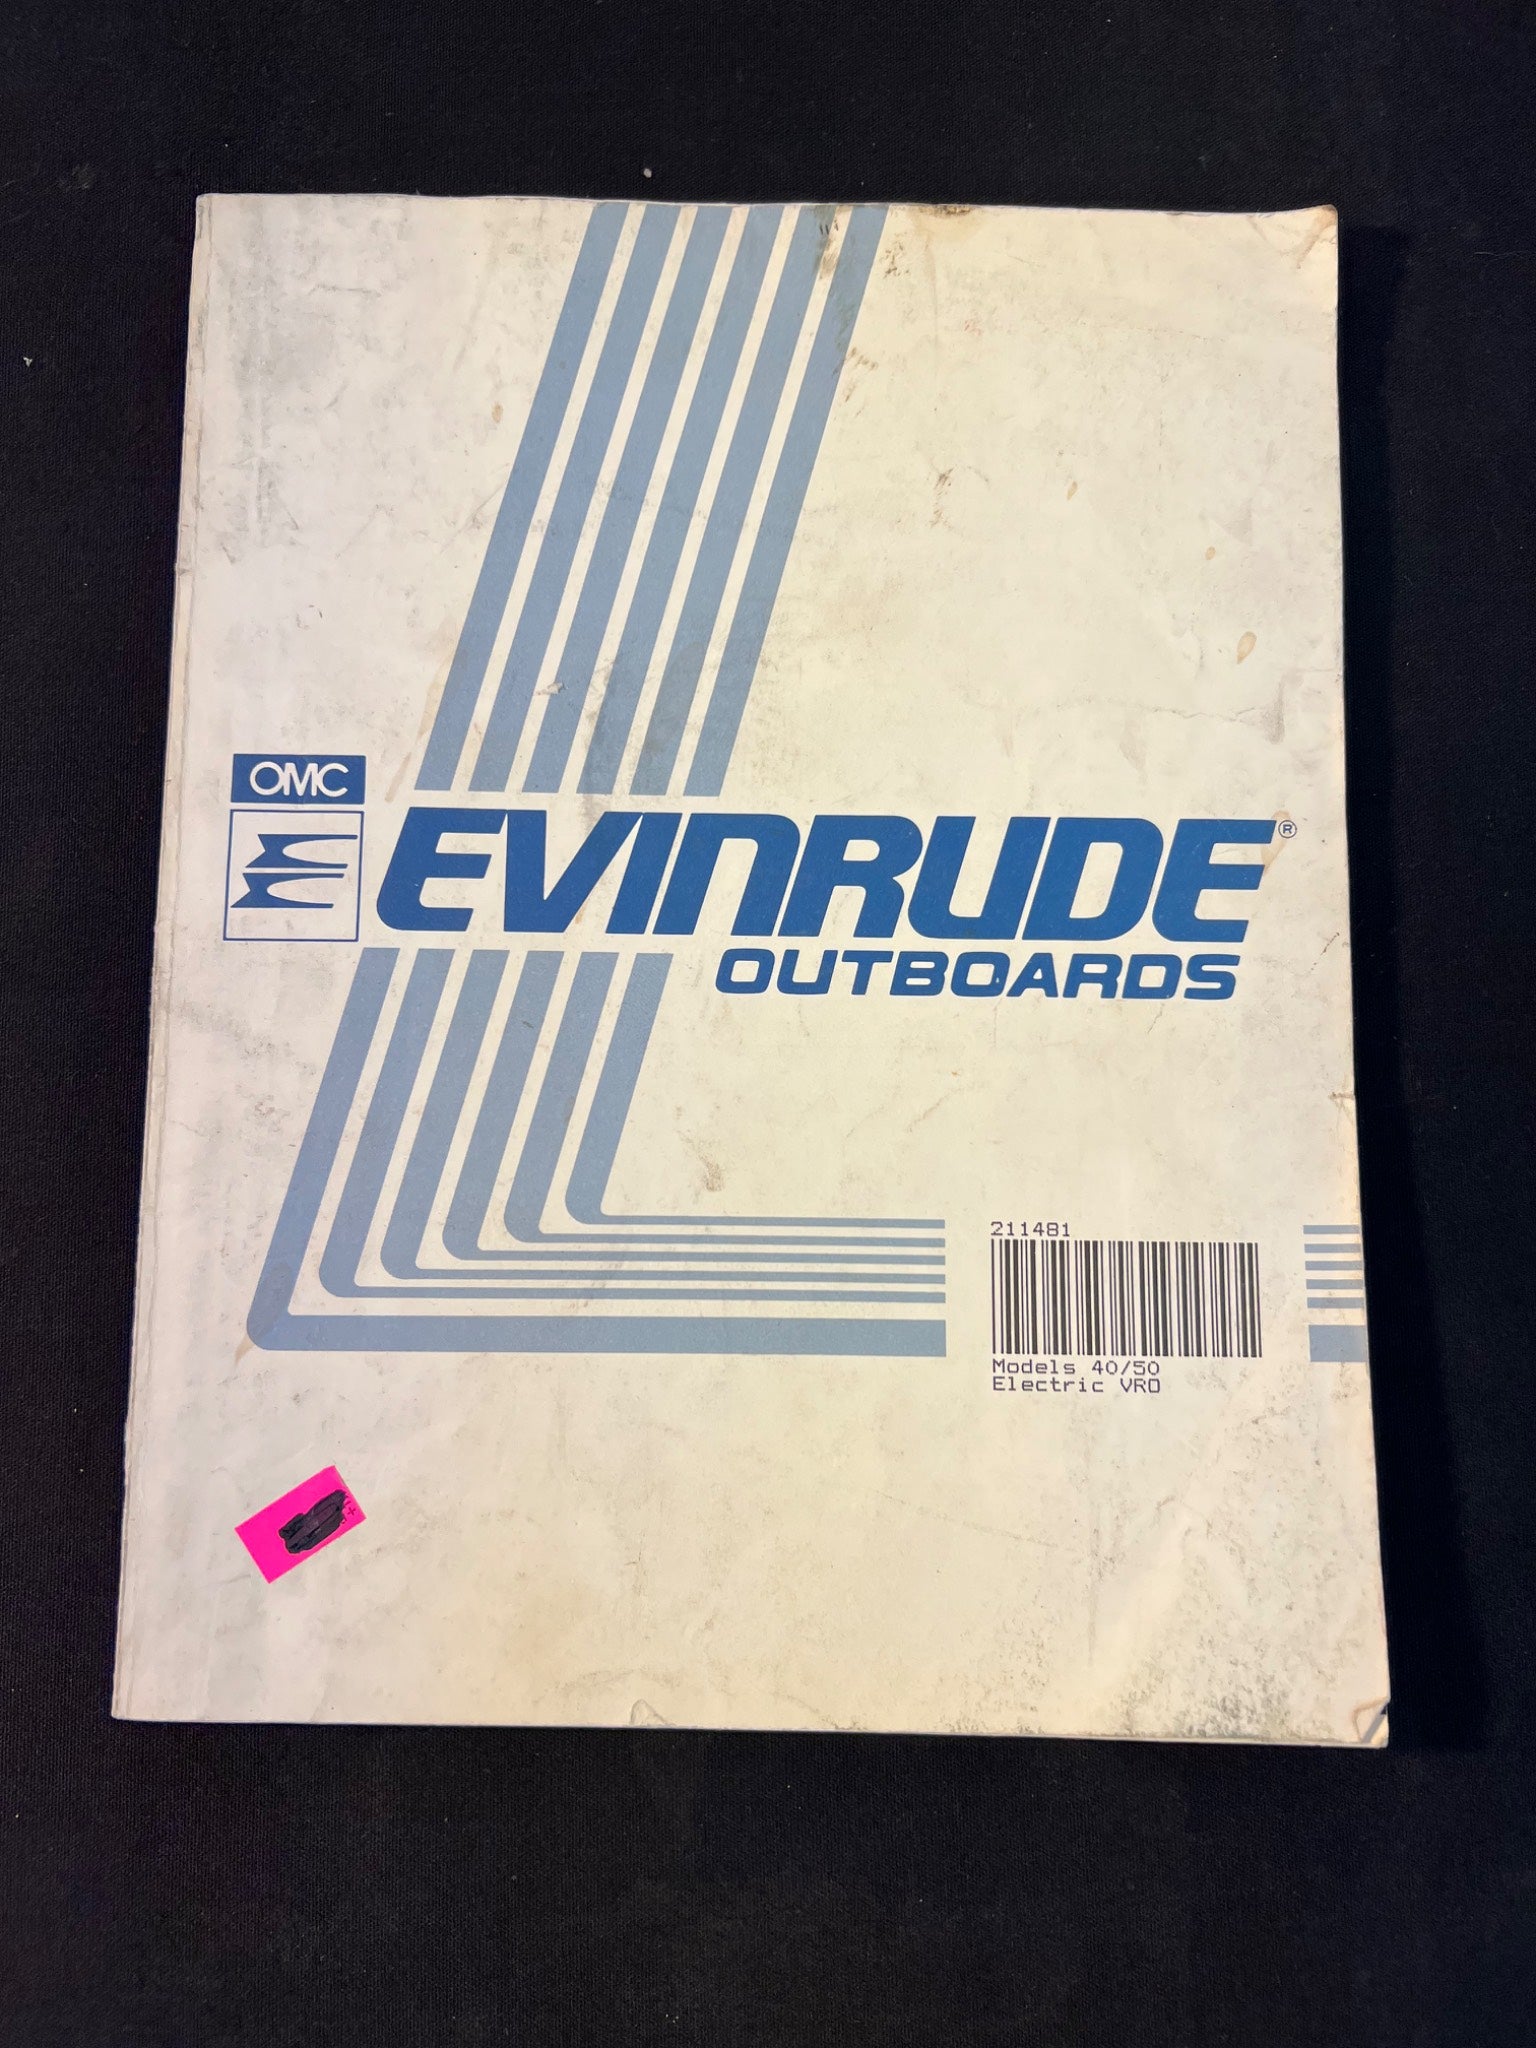 OMC
EVINRUDE®
OUTBOARDS
211481
Models 40/50
Electric VRO